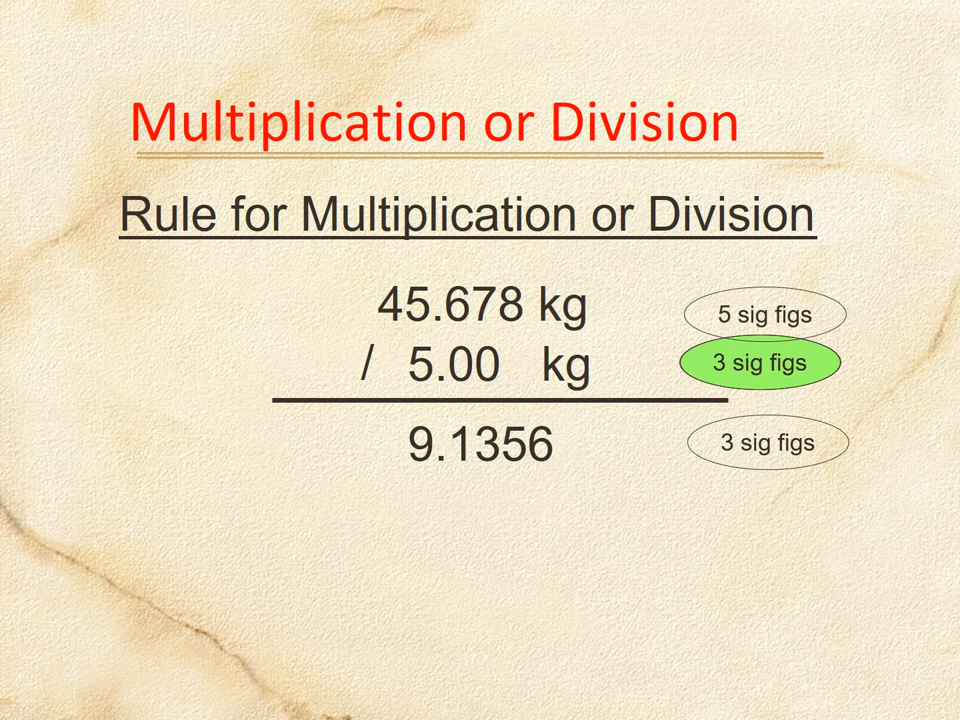 Multiplication or Division
Rule for Multiplication or Division
45.678 kg
5 sig figs
/ 5.00 kg
3 sig figs
9.1356
3 sig figs